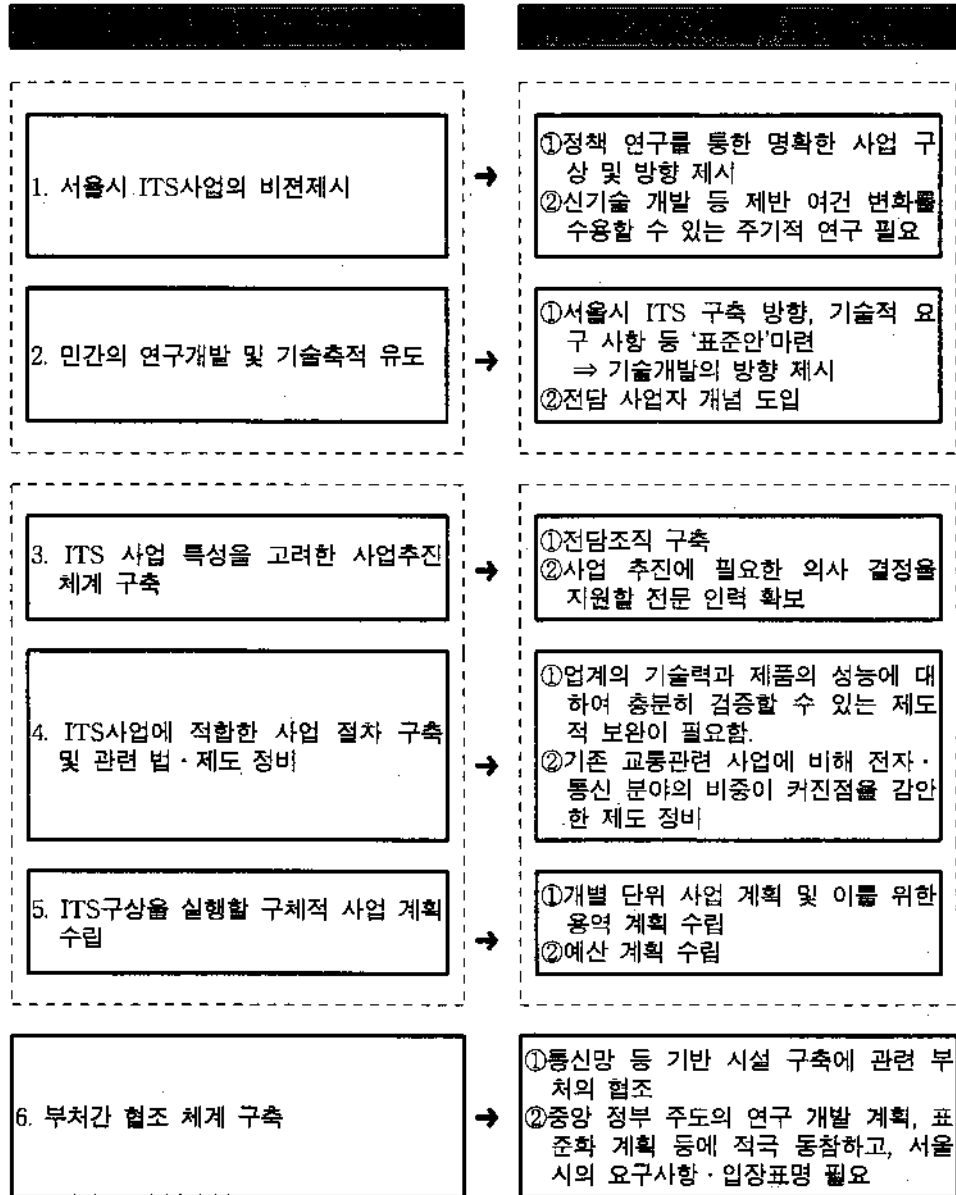 1. 서울시 ITS사업의 비젼제시
①정책 연구를 통한 명확한 사업 구
상 및 방향 제시
②신기술 개발 등 제반 여건 변화를
수용할 수 있는 주기적 연구 필요
2. 민간의 연구개발 및 기술축적 유도
①서울시 ITS 구축 방향, 기술적 요
구 사항 등 '표준안'마련
⇒ 기술개발의 방향 제시
②전담 사업자 개념 도입
3. ITS 사업 특성을 고려한 사업추진
체계 구축
①전담조직 구축
②사업 추진에 필요한 의사 결정을
지원할 전문 인력 확보
4. ITS사업에 적합한 사업 절차 구축
및 관련 법·제도 정비
①업계의 기술력과 제품의 성능에 대
하여 충분히 검증할 수 있는 제도
적 보완이 필요함.
②기존 교통관련 사업에 비해 전자·
통신 분야의 비중이 커진점을 감안
한 제도 정비
5. ITS구상을 실행할 구체적 사업 계획
수립
①개별 단위 사업 계획 및 이를 위한
용역 계획 수립
②예산 계획 수립
6. 부처간 협조 체계 구축
①통신망 등 기반 시설 구축에 관련 부
처의 협조
②중앙 정부 주도의 연구 개발 계획, 표
준화 계획 등에 적극 동참하고, 서울
시의 요구사항·입장표명 필요